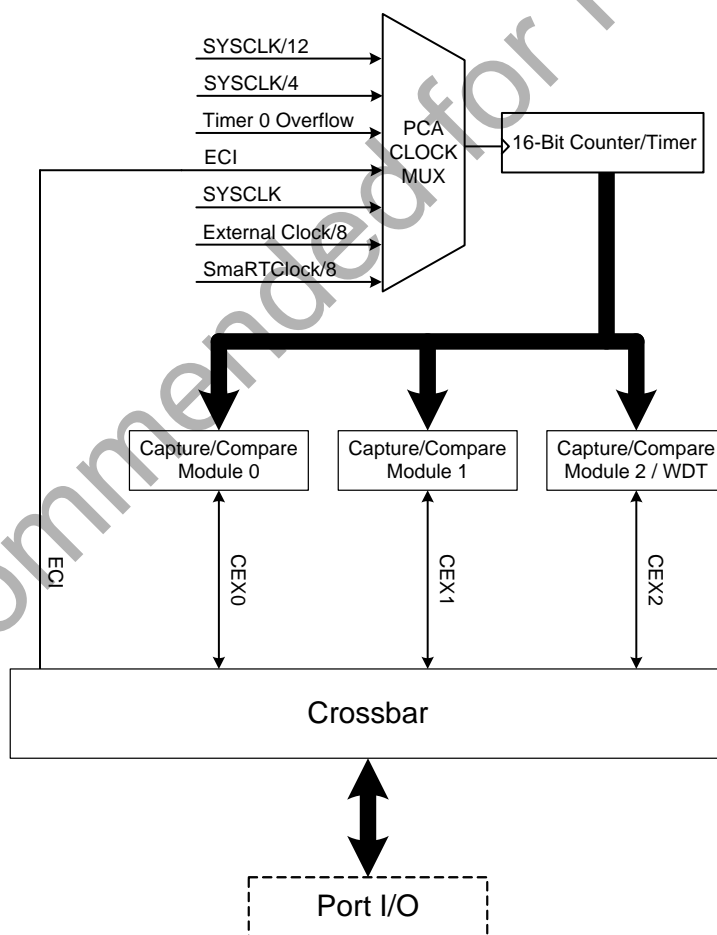 SYSCLK/12
SYSCLK/4
Timer 0 Overflow
ECI
SYSCLK
External Clock/8
SmaRTClock/8
PCA
CLOCK
MUX
16-Bit Counter/Timer
Capture/Compare
Module 0
Capture/Compare
Module 1
Capture/Compare
Module 2 / WDT
ECI
CEX0
CEX1
CEX2
Crossbar
Port I/O
ommended for